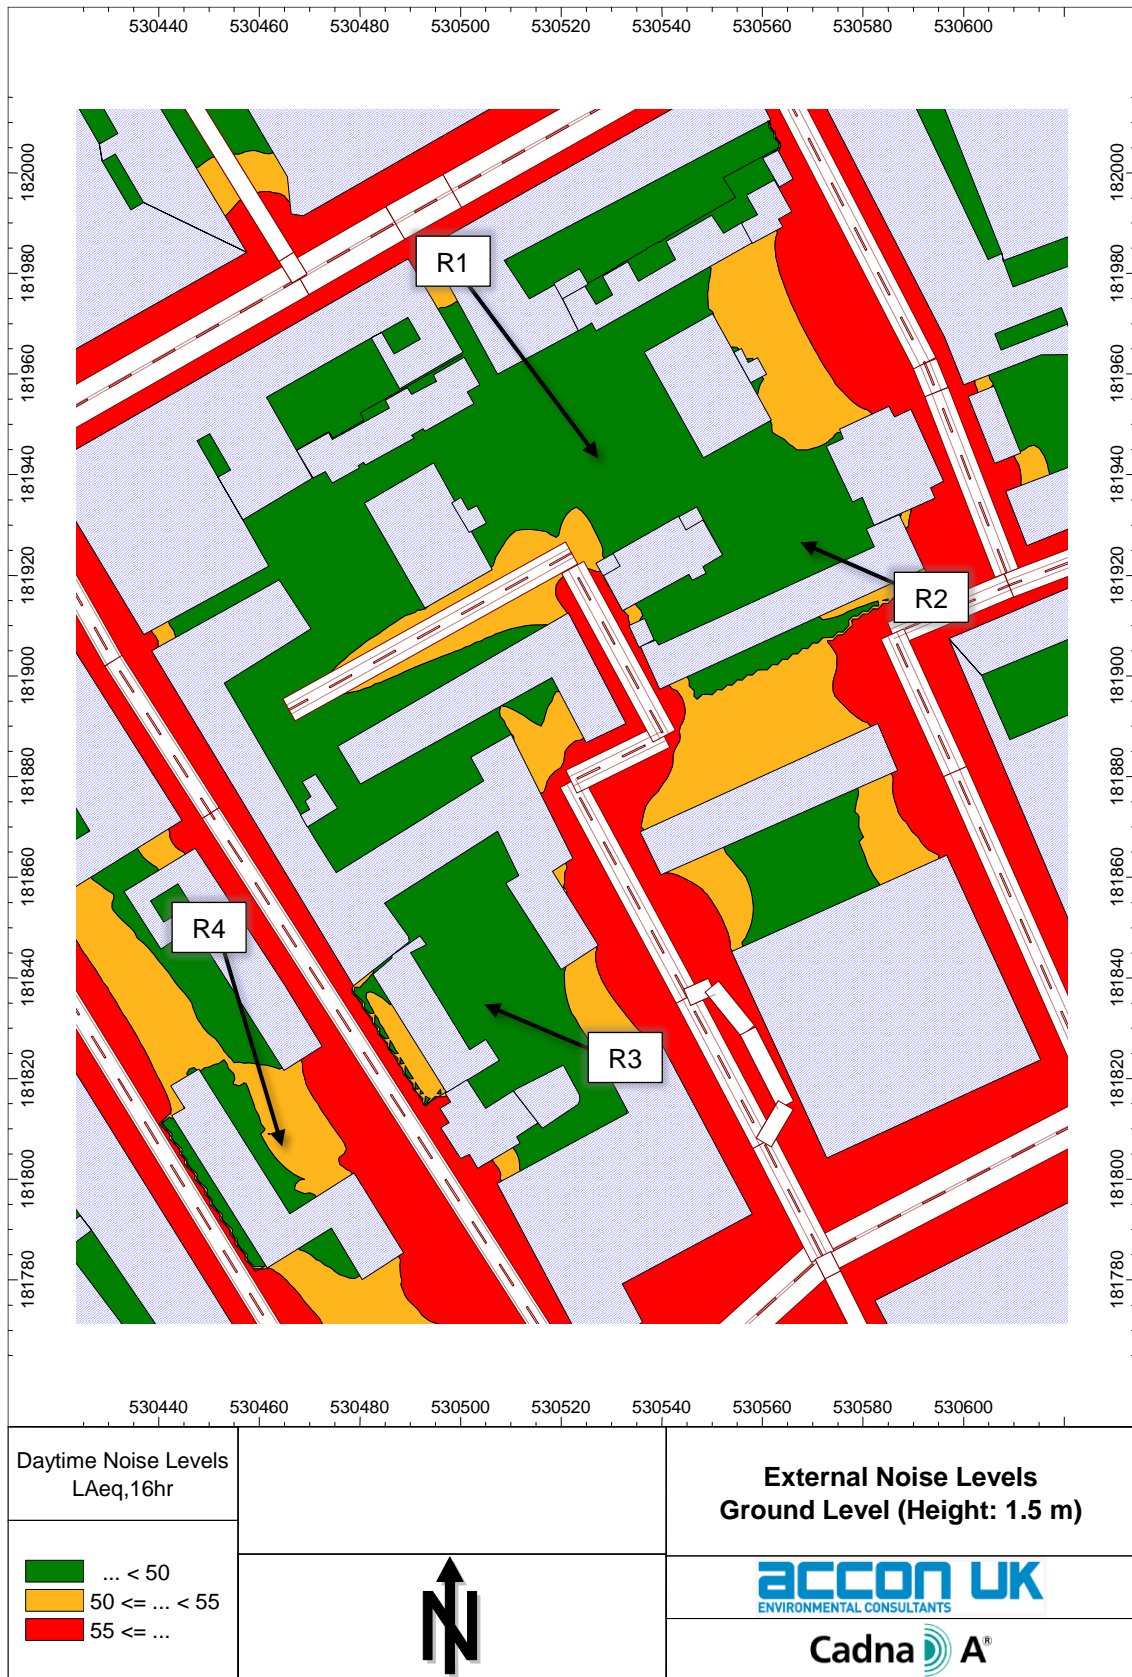 530440 530460 530480 530500 530520 530540 530560 530580 530600
182000 182000
181980 181980
R1
181960 181960
181940 181940
181920 181920
R2
181900 181900
181880 181880
181860 181860
R4
181840 181840
R3
181820 181820
181800 181800
181780 181780
530440 530460 530480 530500 530520 530540 530560 530580 530600
Daytime Noise Levels
LAeq,16hr
... < 50
50 <= ... < 55
55 <= ...
N
External Noise Levels
Ground Level (Height: 1.5 m)
accon UK
ENVIRONMENTAL CONSULTANTS
Cadna A®